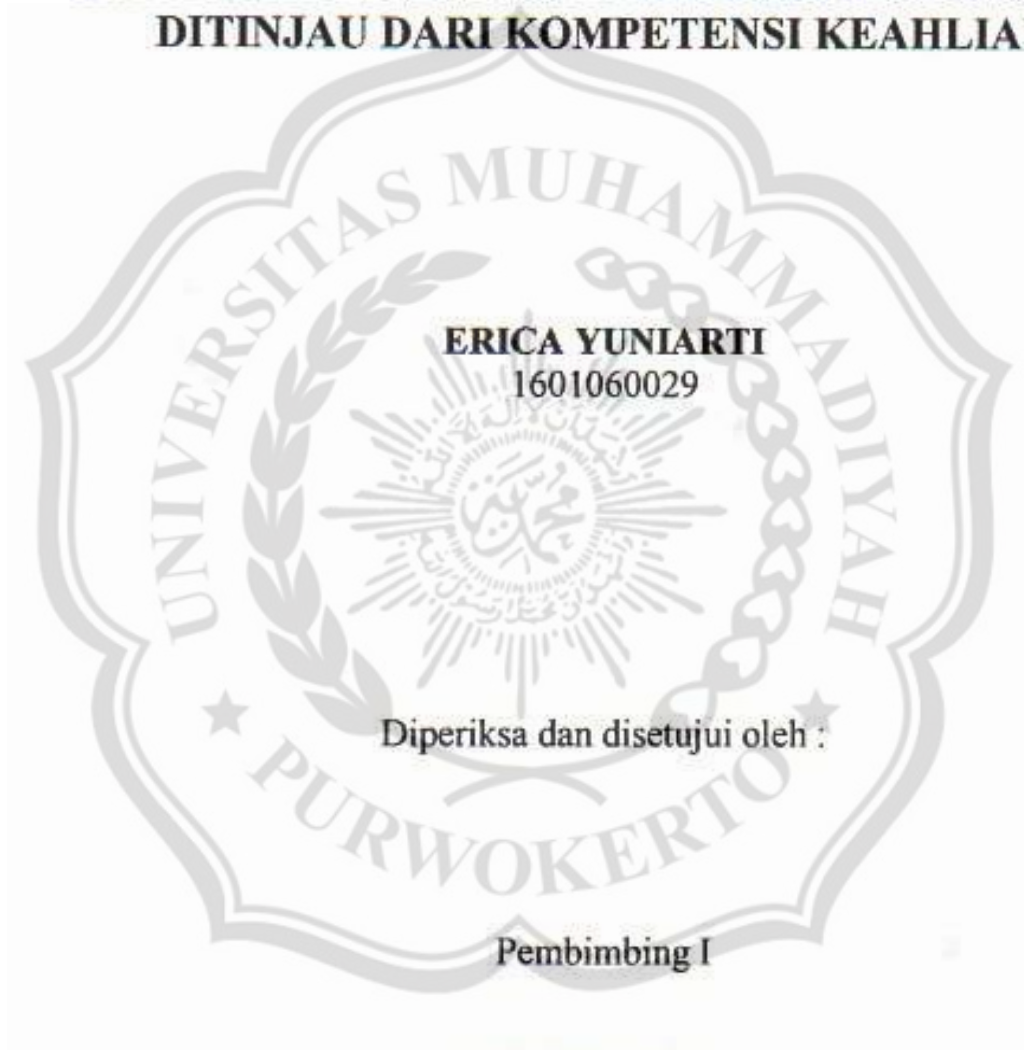 DITINJAU DARI KOMPETENSI KEAHLIA
UNIVERSITAS MUHAMMADIYAH
ERICA YUNIARTI
1601060029
Diperiksa dan disetujui oleh :
PURWOKERTO
Pembimbing I